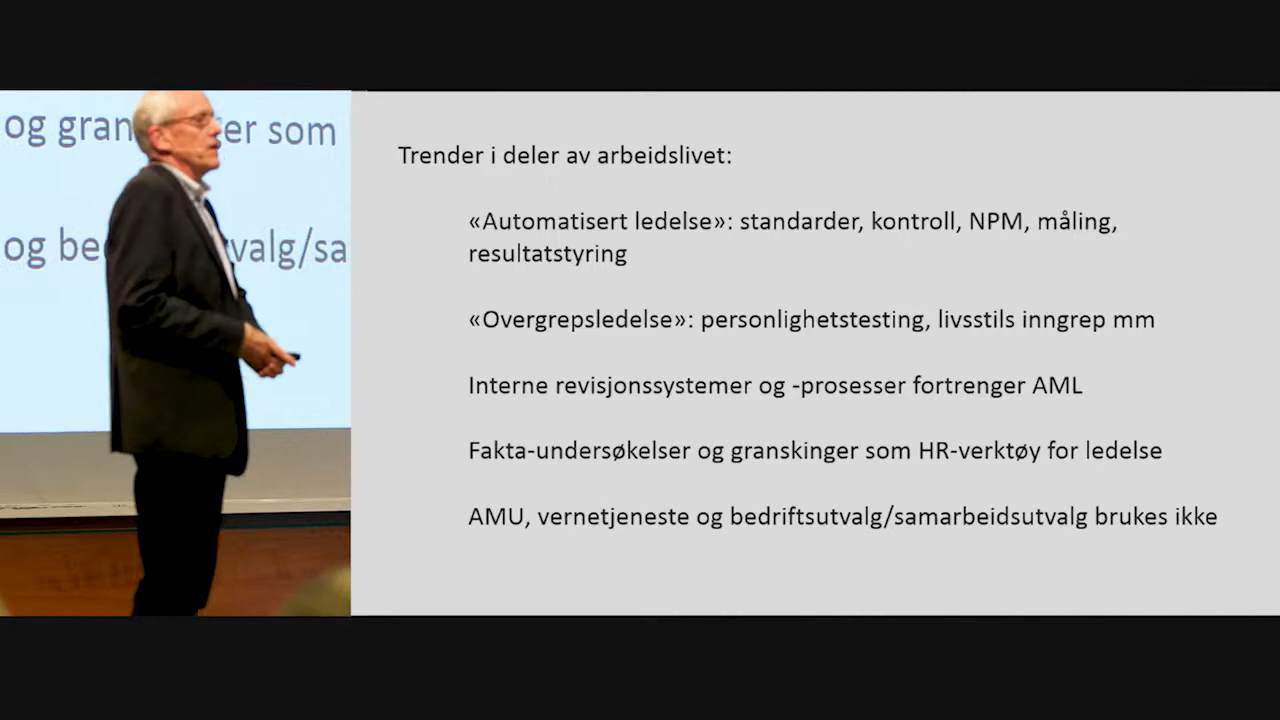 og gran er som
og be valg/sa
Trender i deler av arbeidslivet:
«Automatisert ledelse»: standarder, kontroll, NPM, måling,
resultatstyring
«Overgrepsledelse»: personlighetstesting, livsstils inngrep mm
Interne revisjonssystemer og -prosesser fortrenger AML
Fakta-undersøkelser og granskinger som HR-verktøy for ledelse
AMU, vernetjeneste og bedriftsutvalg/samarbeidsutvalg brukes ikke